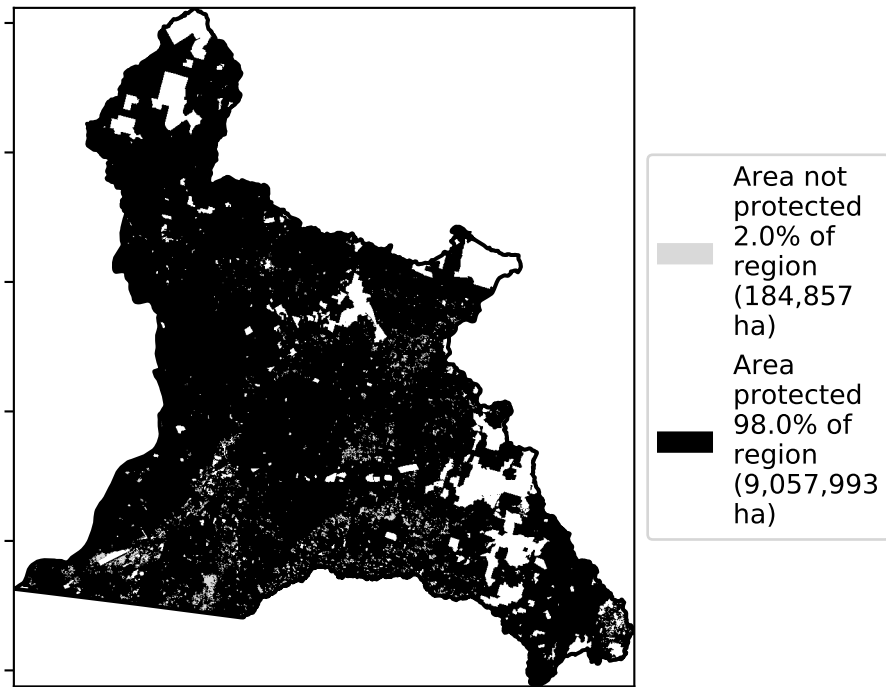 Area not
protected
2.0% of
region
(184,857
ha)
Area
protected
98.0% of
region
(9,057,993
ha)